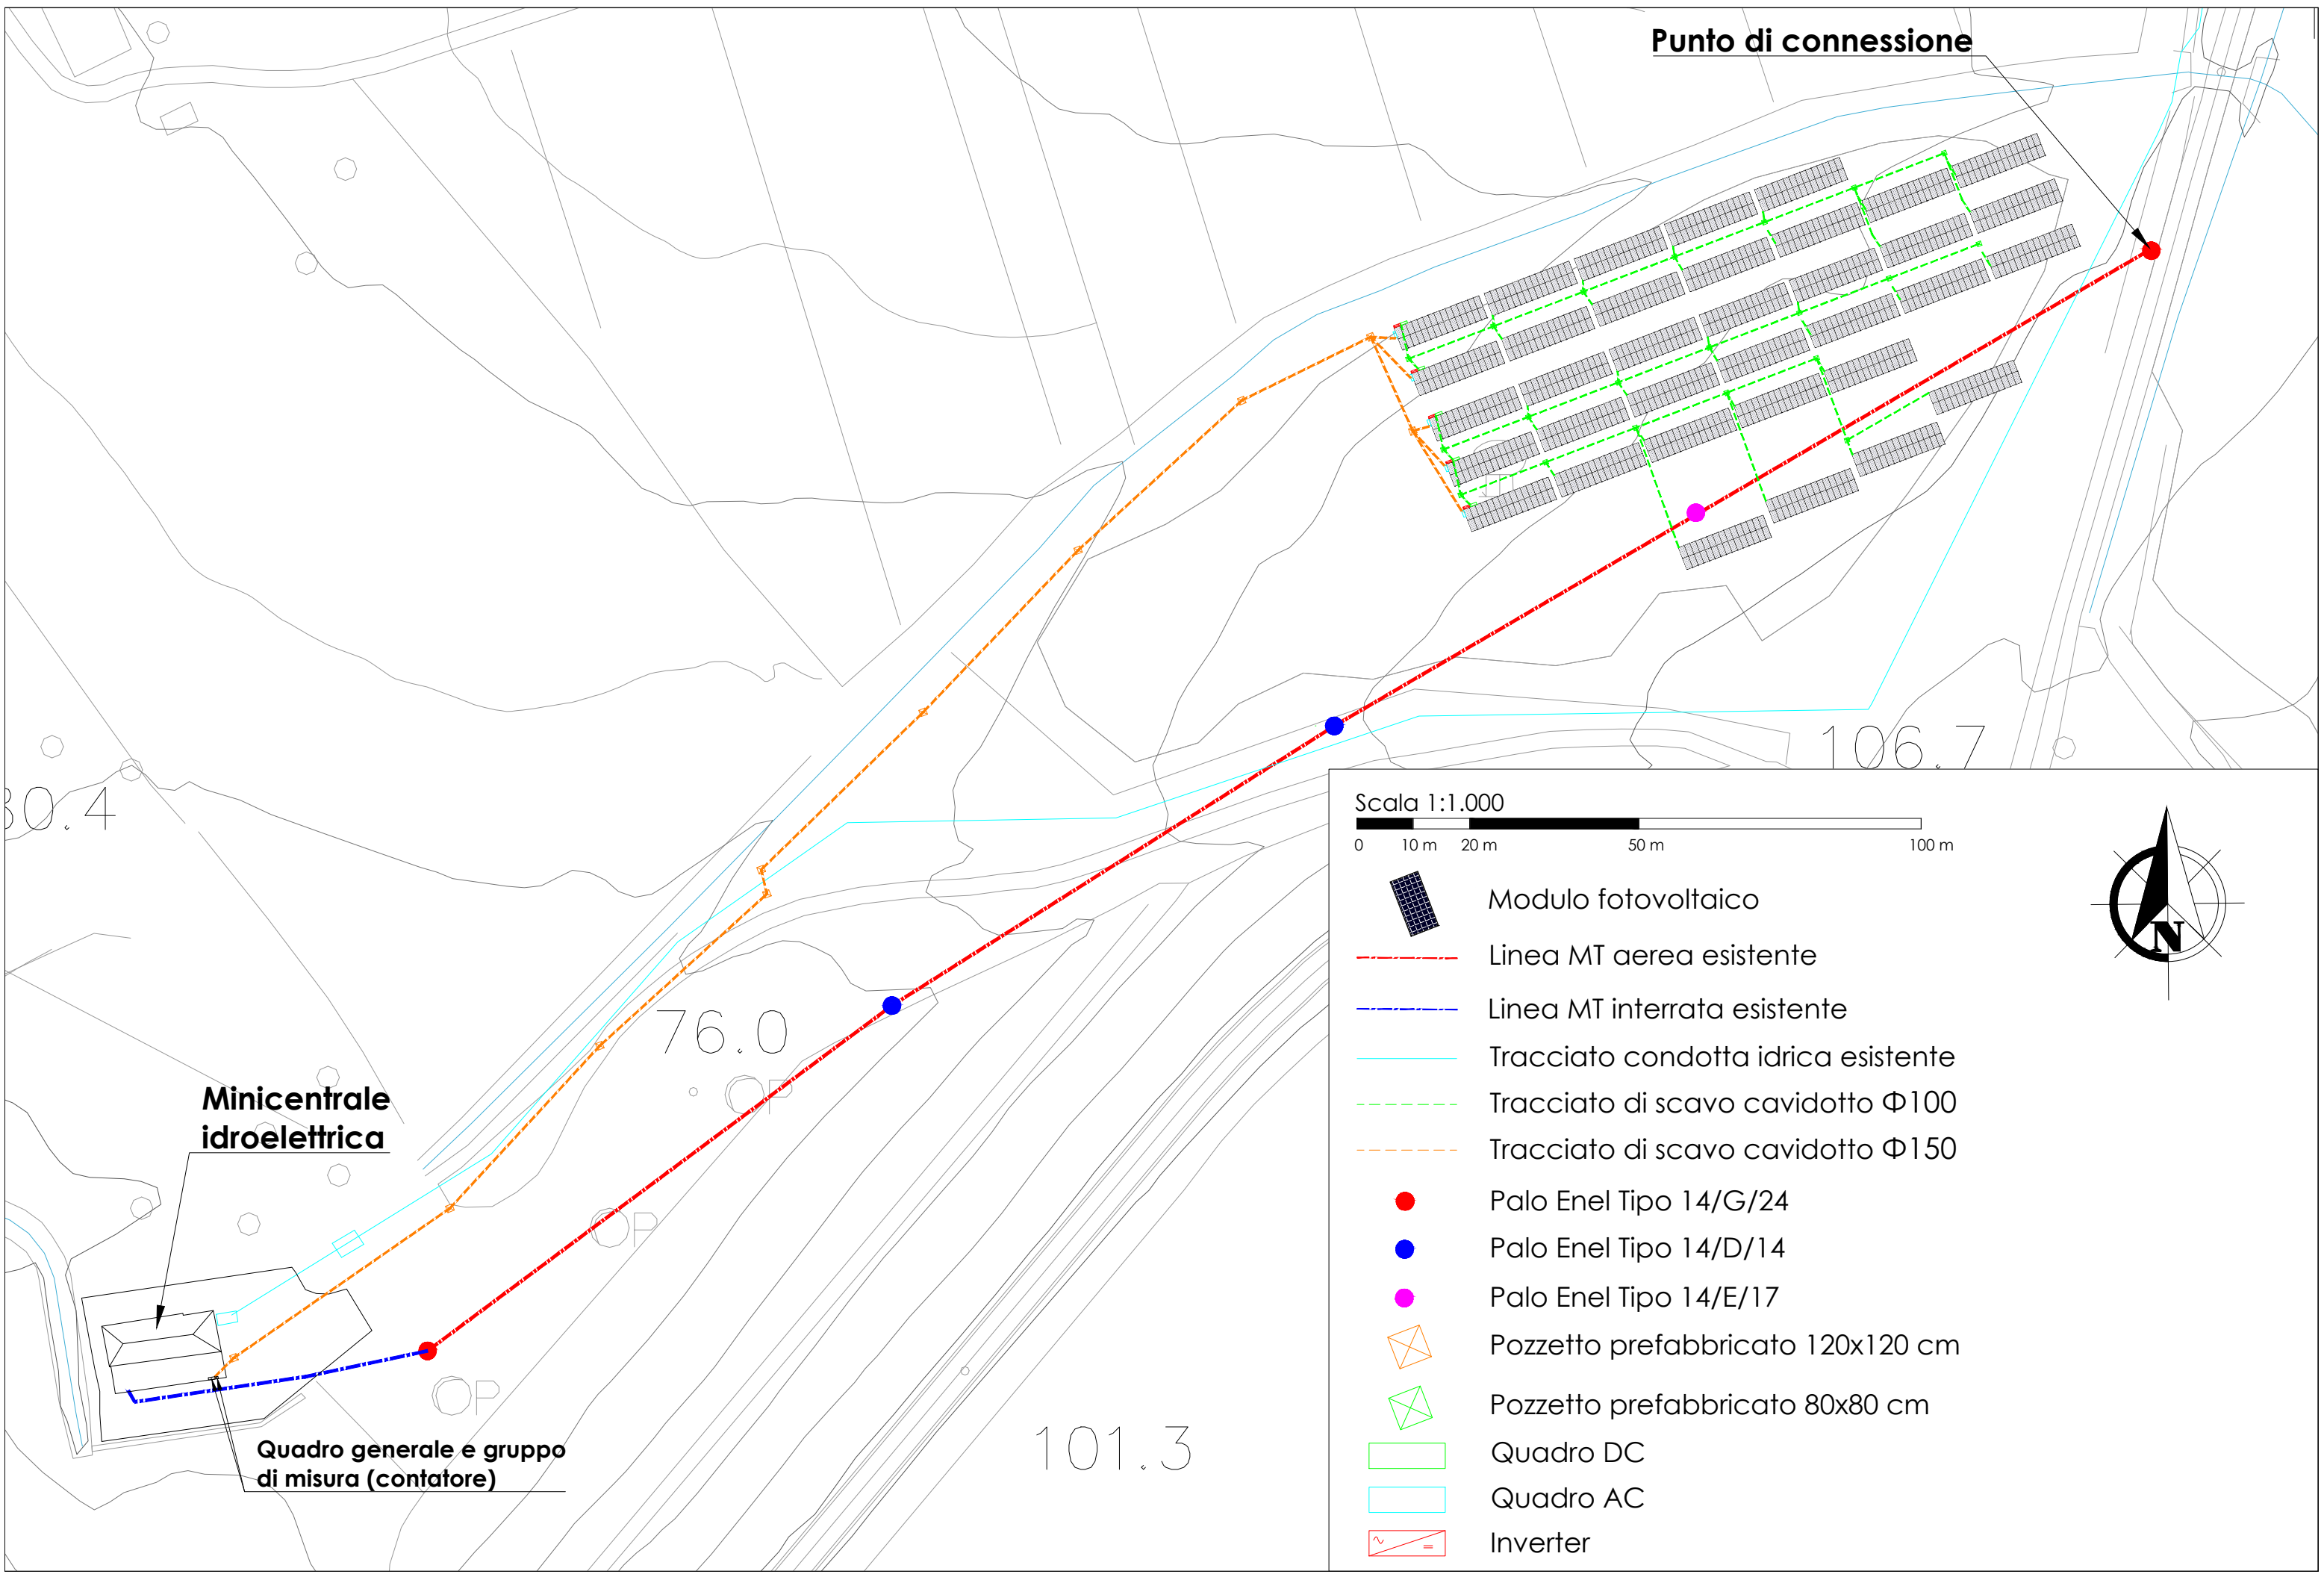 Punto di connessione
106.7
Scala 1:1.000
0 10 m 20 m 50 m 100 m
Modulo fotovoltaico
Linea MT aerea esistente
Linea MT interrata esistente
Tracciato condotta idrica esistente
Tracciato di scavo cavidotto Φ100
Tracciato di scavo cavidotto Φ150
Palo Enel Tipo 14/G/24
Palo Enel Tipo 14/D/14
Palo Enel Tipo 14/E/17
Pozzetto prefabbricato 120x120 cm
Pozzetto prefabbricato 80x80 cm
Quadro DC
Quadro AC
Inverter
N
0.4
76.0
P
P
P
Minicentrale
idroelettrica
Quadro generale e gruppo
di misura (contatore)
101.3